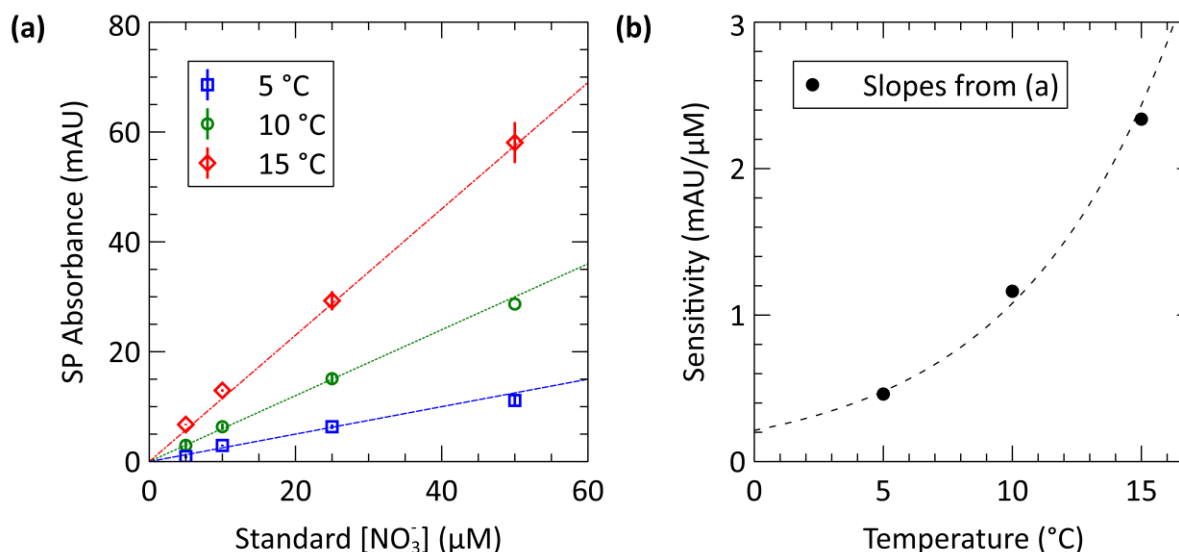 (a)
SP Absorbance (mAU)
80
60
40
20
0
5 °C
10 °C
15 °C
0 20 40 60
Standard [NO₃⁻] (µM)
(b)
Sensitivity (mAU/µM)
3
2
1
0
Slopes from (a)
0 5 10 15
Temperature (°C)